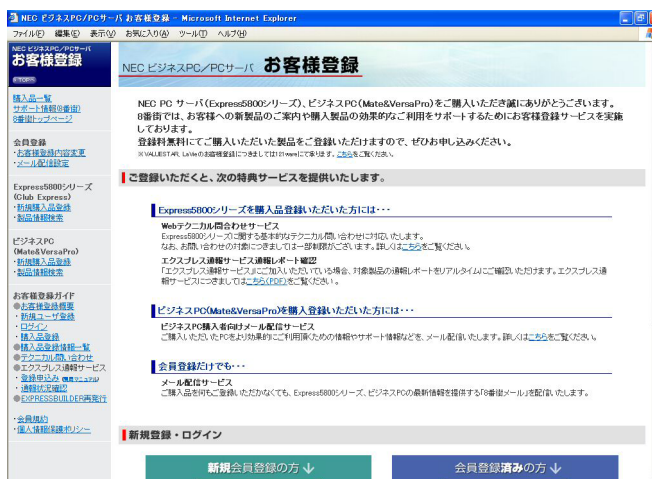 NEC ビジネスPC/PCサーバ お客様登録 - Microsoft Internet Explorer
ファイル(F) 編集(E) 表示(V) お気に入り(A) ツール(T) ヘルプ(H)
NEC ビジネスPC/PCサーバ
お客様登録
購入品一覧
サポート情報(8番街)
8番街トップページ
会員登録
・お客様登録内容変更
・メール配信設定
Express5800シリーズ
(Club Express)
・新規購入品登録
・製品情報検索
ビジネスPC
(Mate&VersaPro)
・新規購入品登録
・製品情報検索
お客様登録ガイド
●お客様登録概要
・新規ユーザ登録
・ログイン
・購入品登録
●購入品登録情報一覧
●テクニカル問い合わせ
●エクスプレス通報サービス
・登録申込み
・通報状況確認
●EXPRESSBUILDER再発行
・会員規約
・個人情報保護ポリシー
NEC ビジネスPC/PCサーバ お客様登録
NEC PC サーバ(Express5800シリーズ)、ビジネスPC(Mate&VersaPro)をご購入いただき誠にありがとうございます。
8番街では、お客様への新製品のご案内や購入製品の効果的なご利用をサポートするためにお客様登録サービスを実施
しております。
登録料無料にてご購入いただいた製品をご登録いただけますので、ぜひお申し込みください。
※VALUESTAR, LaVieのお客様登録につきましては121wareにて承ります。こちらをご覧ください。
ご登録いただくと、次の特典サービスを提供いたします。
Express5800シリーズを購入品登録いただいた方には・・・
Webテクニカル問合わせサービス
Express5800シリーズに関する基本的なテクニカル問い合わせに対応いたします。
なお、お問い合わせの対象につきましては一部制限がございます。詳しくはこちらをご覧ください。
エクスプレス通報サービス通報レポート確認
「エクスプレス通報サービス」にご加入いただいている場合、対象製品の通報レポートをリアルタイムにご確認いただけます。エクスプレス通
報サービスにつきましてはこちら(PDF)をご覧ください。
ビジネスPC(Mate&VersaPro)を購入登録いただいた方には・・・
ビジネスPC購入者向けメール配信サービス
ご購入いただいたPCをより効果的にご利用頂くための情報やサポート情報などを、メール配信いたします。詳しくはこちらをご覧ください。
会員登録だけでも・・・
メール配信サービス
ご購入品を何もご登録いただかなくても、Express5800シリーズ、ビジネスPCの最新情報を提供する「8番街メール」を配信いたします。
新規登録・ログイン
新規会員登録の方 ↓
会員登録済みの方 ↓